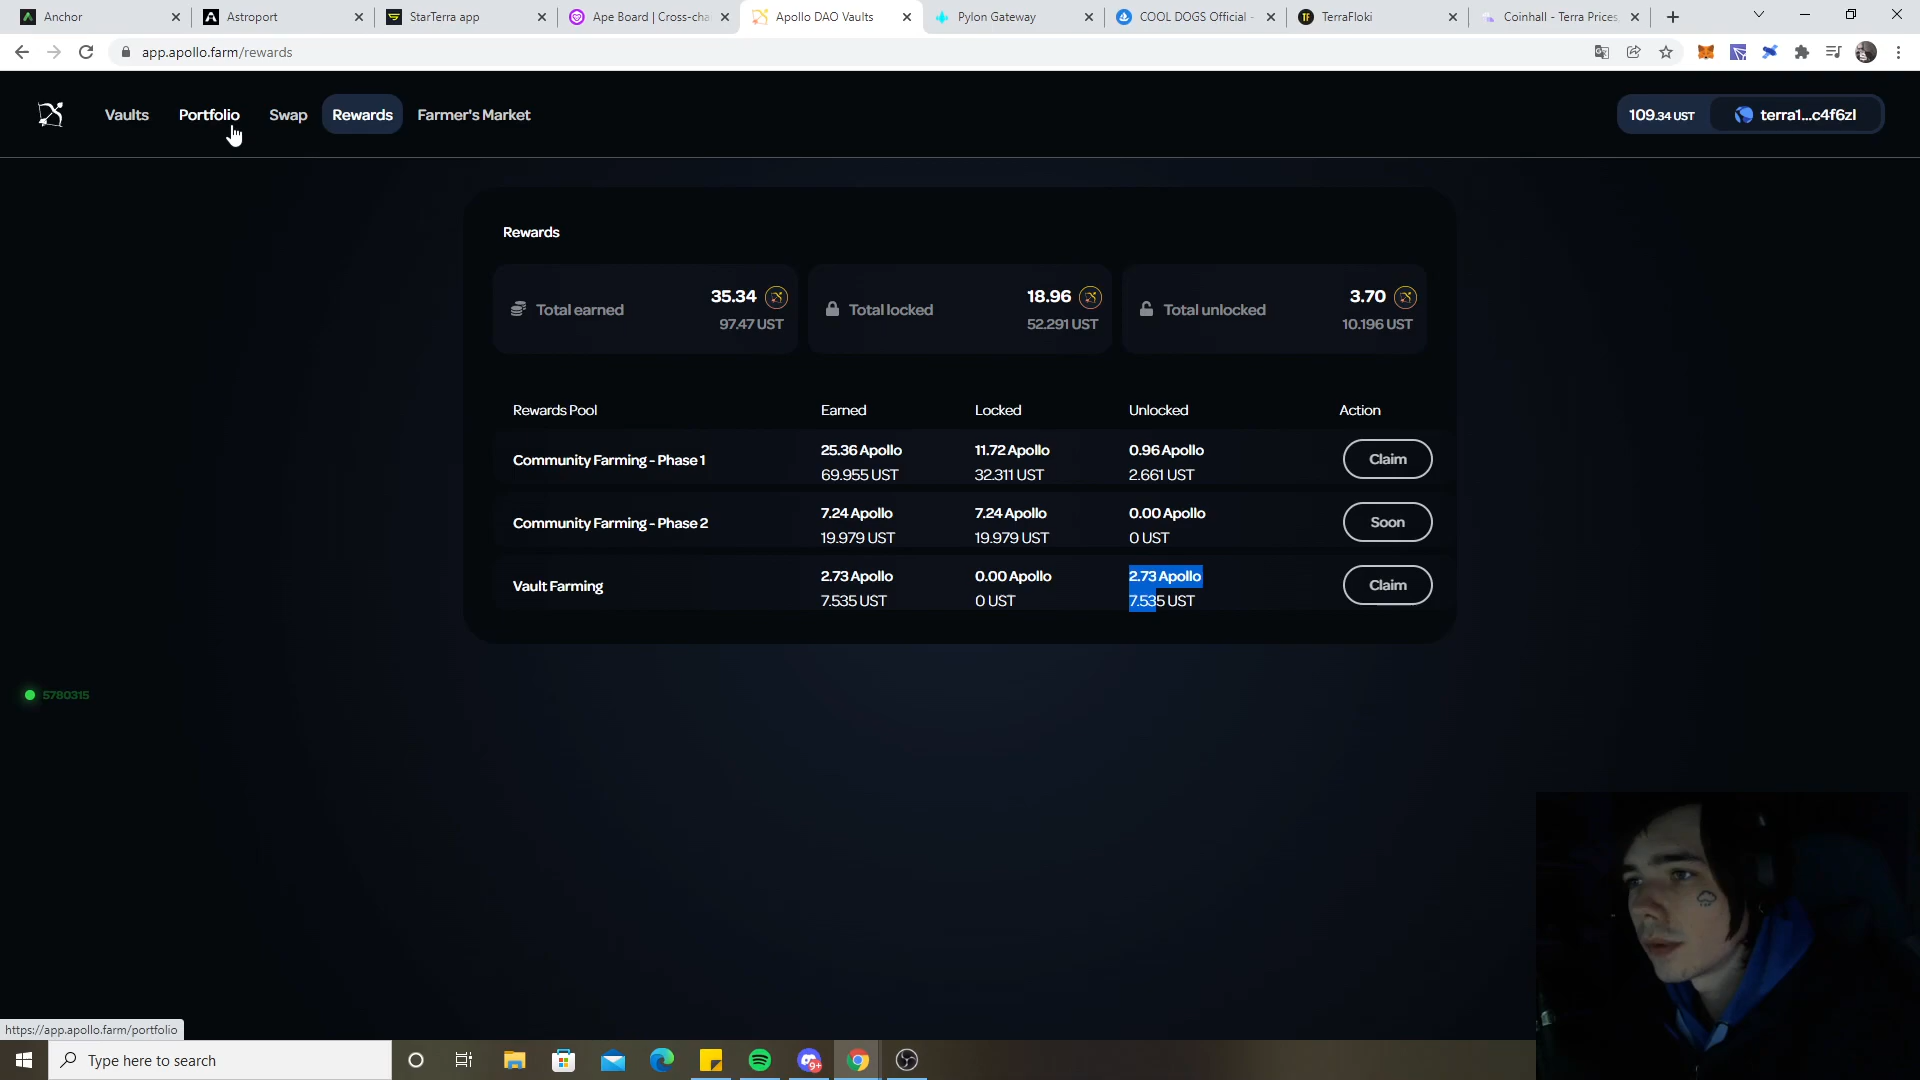 Anchor
Astroport
StarTerra app
Ape Board | Cross-cha
Apollo DAO Vaults
Pylon Gateway
COOL DOGS Official -
TerraFloki
Coinhall - Terra Prices,
app.apollo.farm/rewards
Vaults
Portfolio
Swap
Rewards
Farmer's Market
109.34 UST
terra1...c4f6zl
Rewards
Total earned
35.34
97.47 UST
Total locked
18.96
52.291 UST
Total unlocked
3.70
10.196 UST
Rewards Pool
Earned
Locked
Unlocked
Action
Community Farming - Phase 1
25.36 Apollo
69.955 UST
11.72 Apollo
32.311 UST
0.96 Apollo
2.661 UST
Claim
Community Farming - Phase 2
7.24 Apollo
19.979 UST
7.24 Apollo
19.979 UST
0.00 Apollo
0 UST
Soon
Vault Farming
2.73 Apollo
7.535 UST
0.00 Apollo
0 UST
2.73 Apollo
7.535 UST
Claim
5780315
https://app.apollo.farm/portfolio
Type here to search
9+